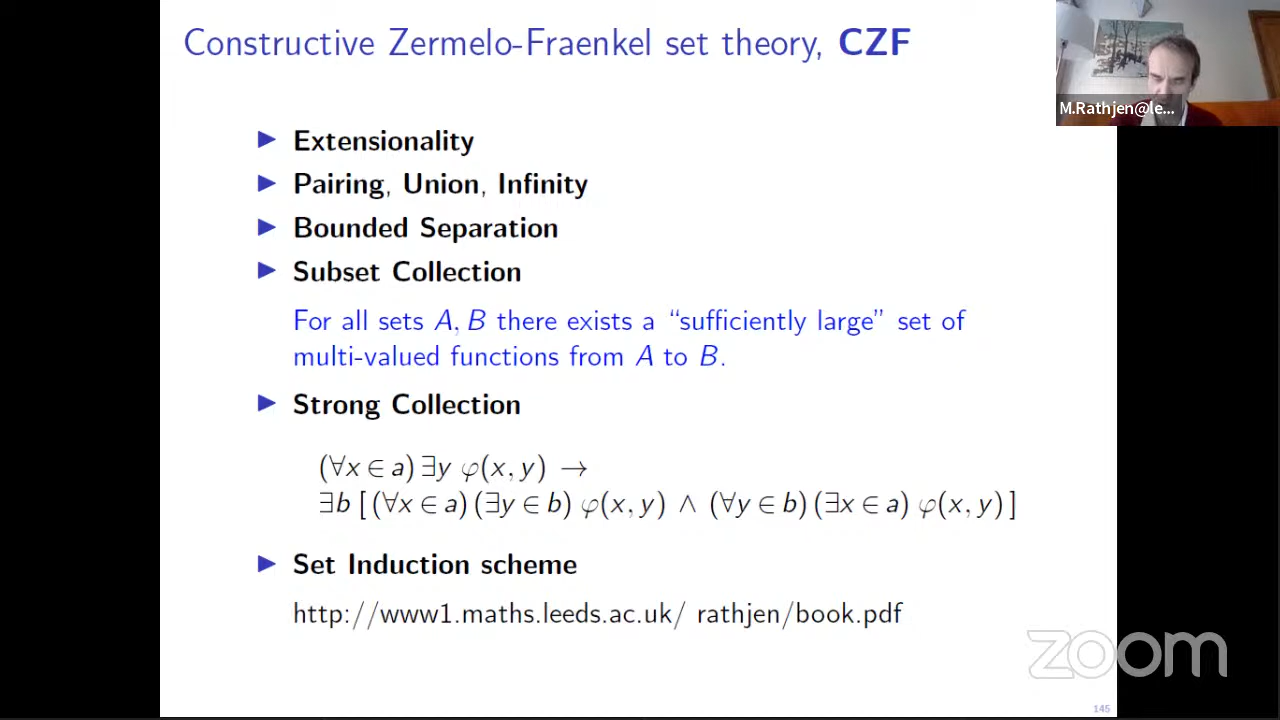 Constructive Zermelo-Fraenkel set theory, CZF
M.Rathjen@le...
▶ Extensionality
▶ Pairing, Union, Infinity
▶ Bounded Separation
▶ Subset Collection
For all sets A, B there exists a “sufficiently large” set of
multi-valued functions from A to B.
▶ Strong Collection
(∀x ∈ a) ∃y φ(x, y) →
∃b [ (∀x ∈ a) (∃y ∈ b) φ(x, y) ∧ (∀y ∈ b) (∃x ∈ a) φ(x, y) ]
▶ Set Induction scheme
http://www1.maths.leeds.ac.uk/ rathjen/book.pdf
zoom
145